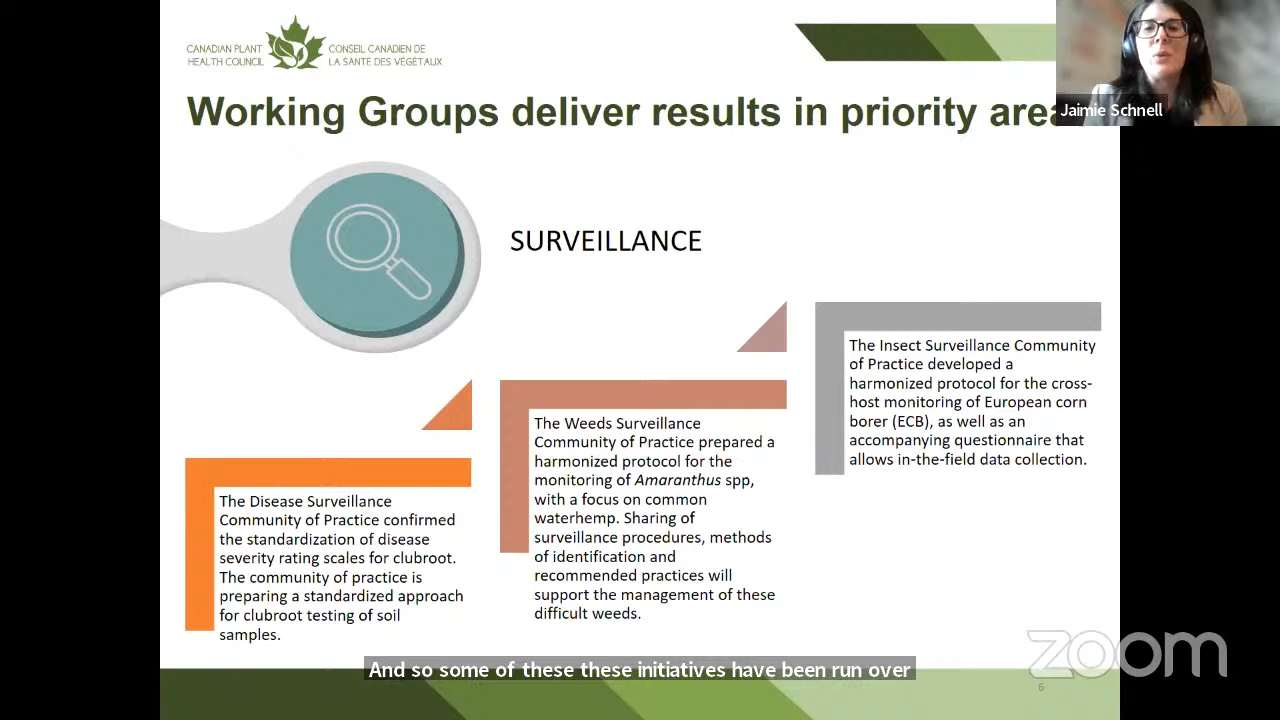 CANADIAN PLANT
HEALTH COUNCIL
CONSEIL CANADIEN DE
LA SANTÉ DES VÉGÉTAUX
Working Groups deliver results in priority area
Jaimie Schnell
SURVEILLANCE
The Disease Surveillance
Community of Practice confirmed
the standardization of disease
severity rating scales for clubroot.
The community of practice is
preparing a standardized approach
for clubroot testing of soil
samples.
The Weeds Surveillance
Community of Practice prepared a
harmonized protocol for the
monitoring of Amaranthus spp,
with a focus on common
waterhemp. Sharing of
surveillance procedures, methods
of identification and
recommended practices will
support the management of these
difficult weeds.
The Insect Surveillance Community
of Practice developed a
harmonized protocol for the cross-
host monitoring of European corn
borer (ECB), as well as an
accompanying questionnaire that
allows in-the-field data collection.
And so some of these these initiatives have been run over
zoom
6